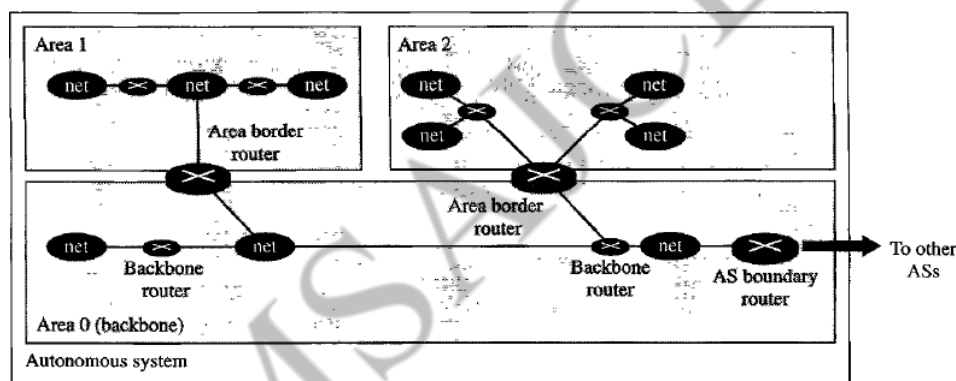 Area 1
net
net
net
Area border
router
Area 2
net
net
net
net
Area border
router
net
Backbone
router
net
Backbone
router
net
AS boundary
router
To other
ASs
Area 0 (backbone)
Autonomous system